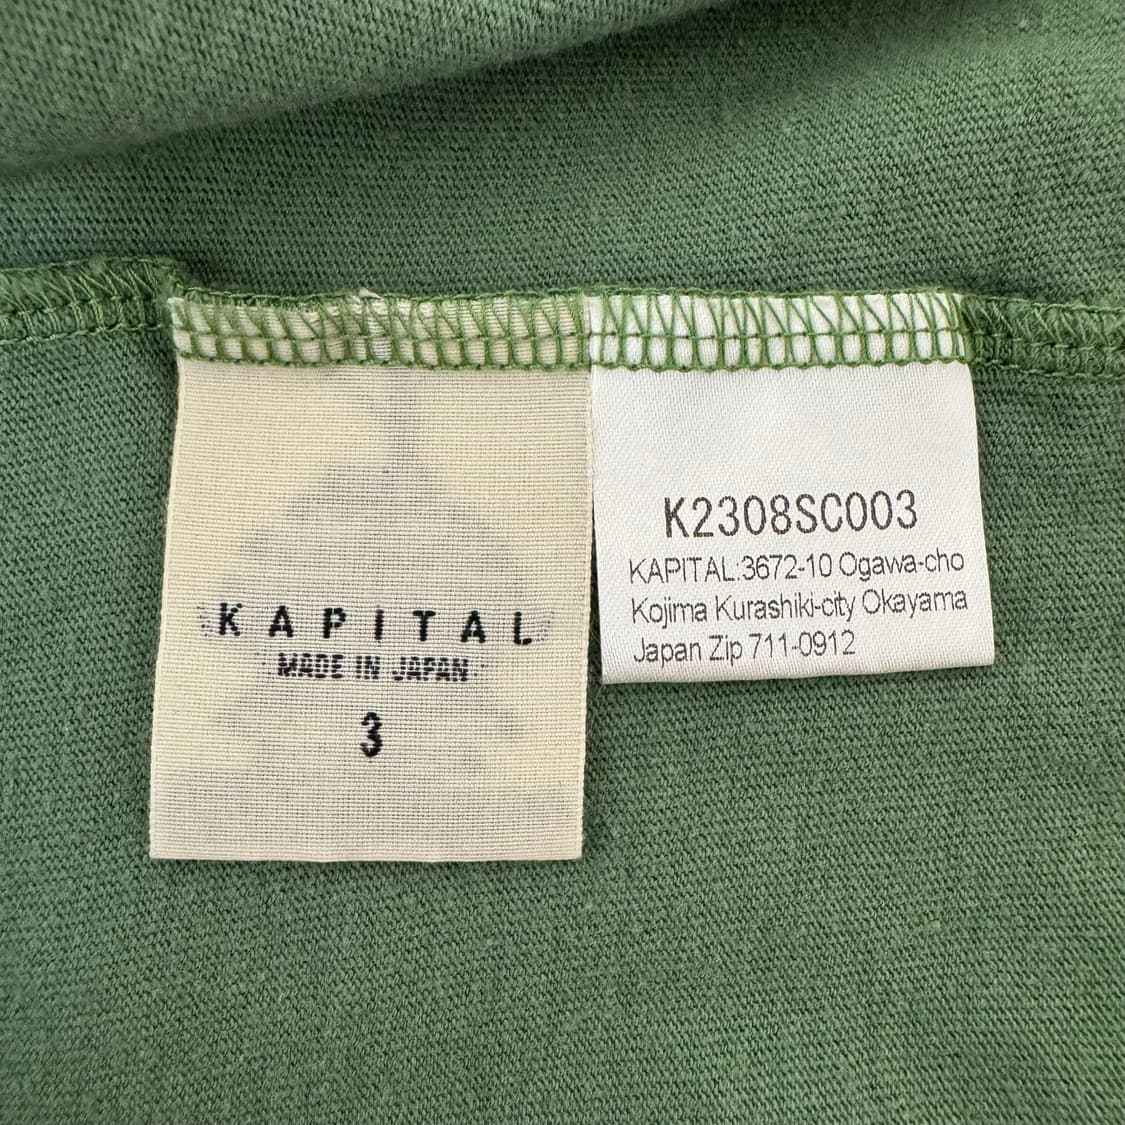 KAPITAL
MADE IN JAPAN
3
K2308SC003
KAPITAL:3672-10 Ogawa-cho
Kojima Kurashiki-city Okayama
Japan Zip 711-0912